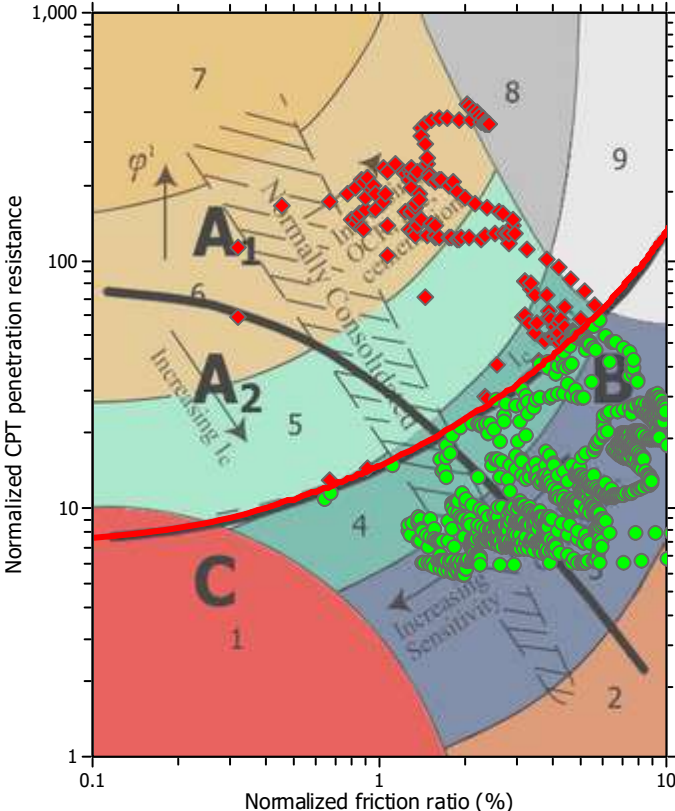 1,000
7
8
9
φ'
Normally Consolidated
Increasing
OCR
A1
100
6
A2
Increasing Ic
5
Ic
B
10
4
3
C
1
Increasing
Sensitivity
2
1
0.1
1
10
Normalized CPT penetration resistance
Normalized friction ratio (%)